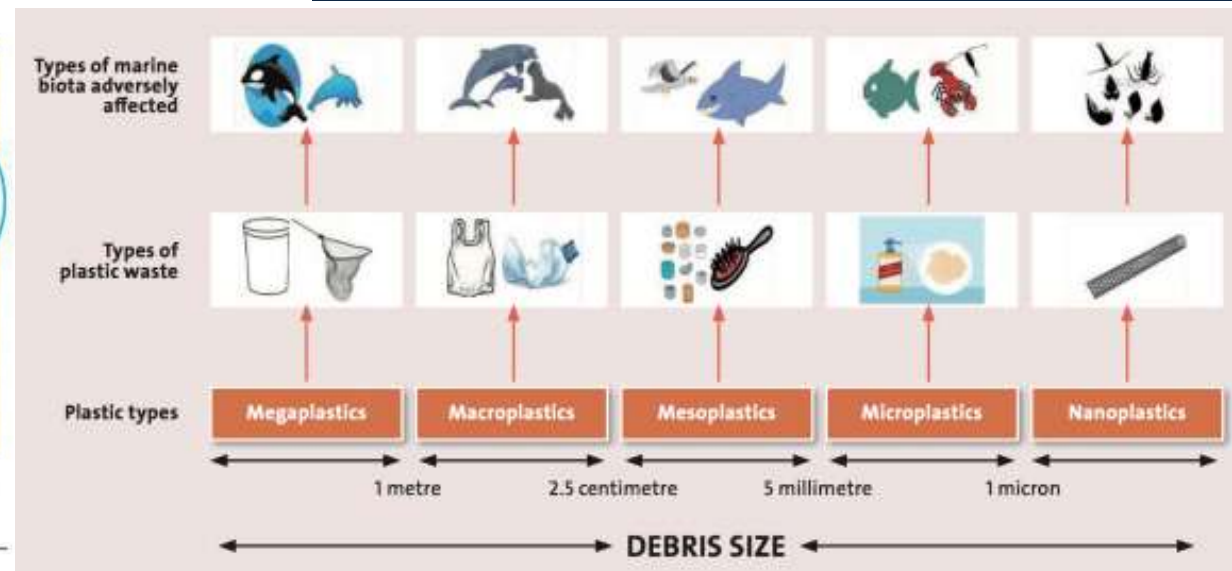 Types of marine
biota adversely
affected
Types of
plastic waste
Plastic types
Megaplastics
Macroplastics
Mesoplastics
Microplastics
Nanoplastics
1 metre
2.5 centimetre
5 millimetre
1 micron
DEBRIS SIZE